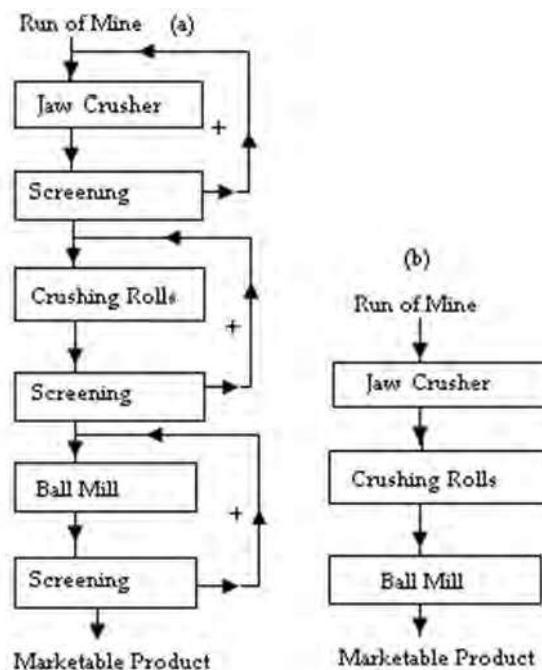 Run of Mine (a)
Jaw Crusher
+
Screening
Crushing Rolls
+
Screening
Ball Mill
+
Screening
Marketable Product
(b)
Run of Mine
Jaw Crusher
Crushing Rolls
Ball Mill
Marketable Product